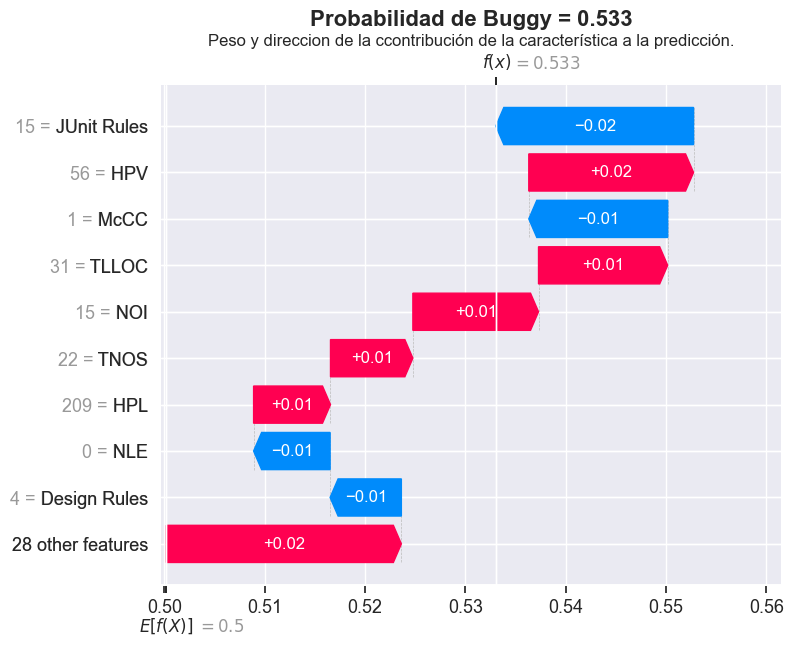 Probabilidad de Buggy = 0.533
Peso y direccion de la ccontribución de la característica a la predicción.
f(x) = 0.533
15 = JUnit Rules −0.02
56 = HPV +0.02
1 = McCC −0.01
31 = TLLOC +0.01
15 = NOI +0.01
22 = TNOS +0.01
209 = HPL +0.01
0 = NLE −0.01
4 = Design Rules −0.01
28 other features +0.02
0.50 0.51 0.52 0.53 0.54 0.55 0.56
E[f(X)] = 0.5